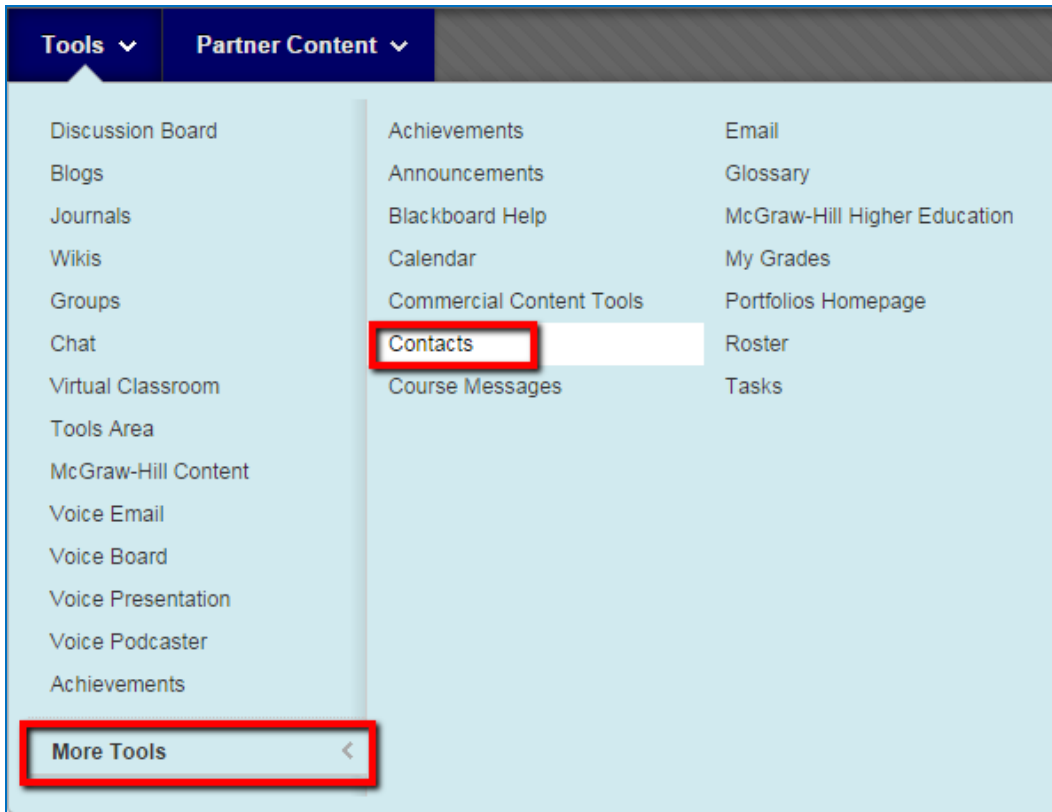 Tools
Partner Content
Discussion Board
Blogs
Journals
Wikis
Groups
Chat
Virtual Classroom
Tools Area
McGraw-Hill Content
Voice Email
Voice Board
Voice Presentation
Voice Podcaster
Achievements
More Tools
Achievements
Announcements
Blackboard Help
Calendar
Commercial Content Tools
Contacts
Course Messages
Email
Glossary
McGraw-Hill Higher Education
My Grades
Portfolios Homepage
Roster
Tasks